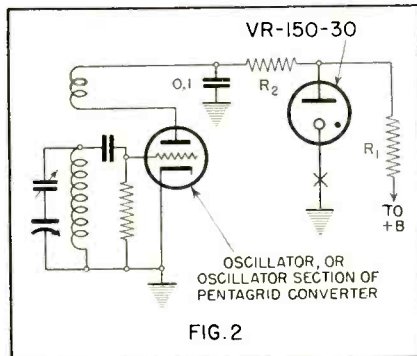 VR-150-30
0.1
R2
R1
TO
+B
OSCILLATOR, OR
OSCILLATOR SECTION OF
PENTAGRID CONVERTER
FIG. 2